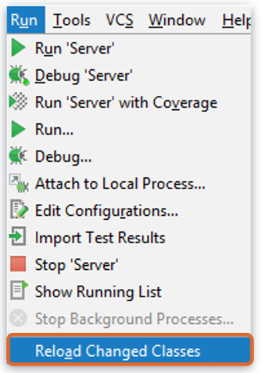 Run Tools VCS Window Help
Run 'Server'
Debug 'Server'
Run 'Server' with Coverage
Run...
Debug...
Attach to Local Process...
Edit Configurations...
Import Test Results
Stop 'Server'
Show Running List
Stop Background Processes...
Reload Changed Classes